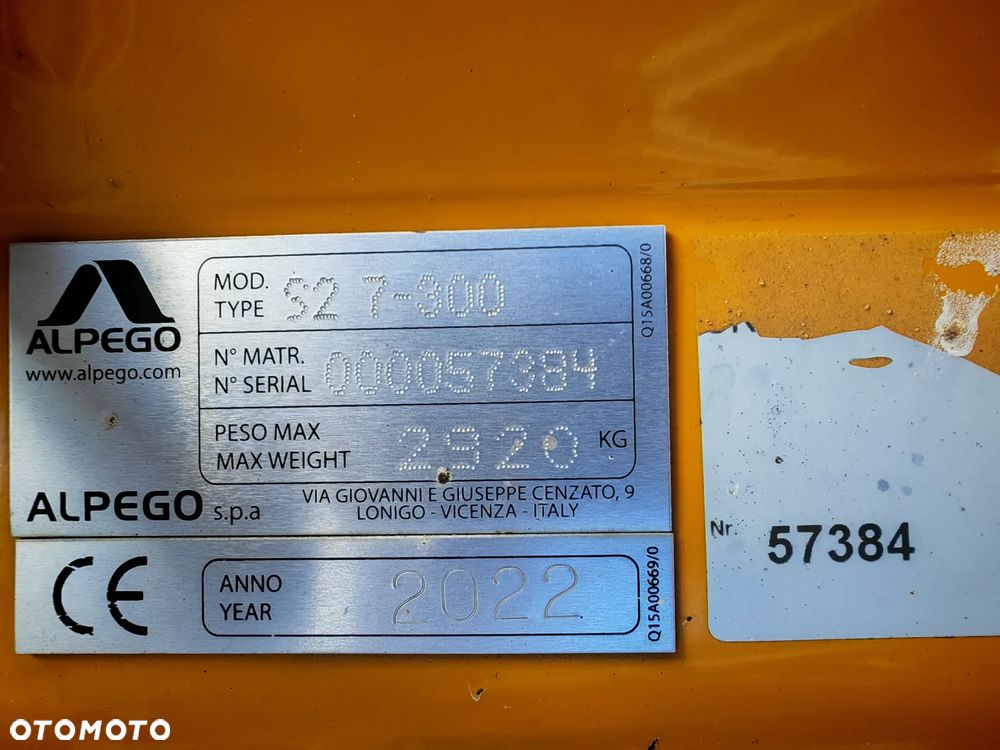 ALPEGO
www.alpego.com
MOD.
TYPE
S2 7-300
N° MATR.
N° SERIAL
000057384
PESO MAX
MAX WEIGHT
KG
ALPEGO s.p.a
VIA GIOVANNI E GIUSEPPE CENZATO, 9
LONIGO - VICENZA - ITALY
Q15A00668/0
CE
ANNO
YEAR
2022
Q15A00669/0
Nr. 57384
OTOMOTO